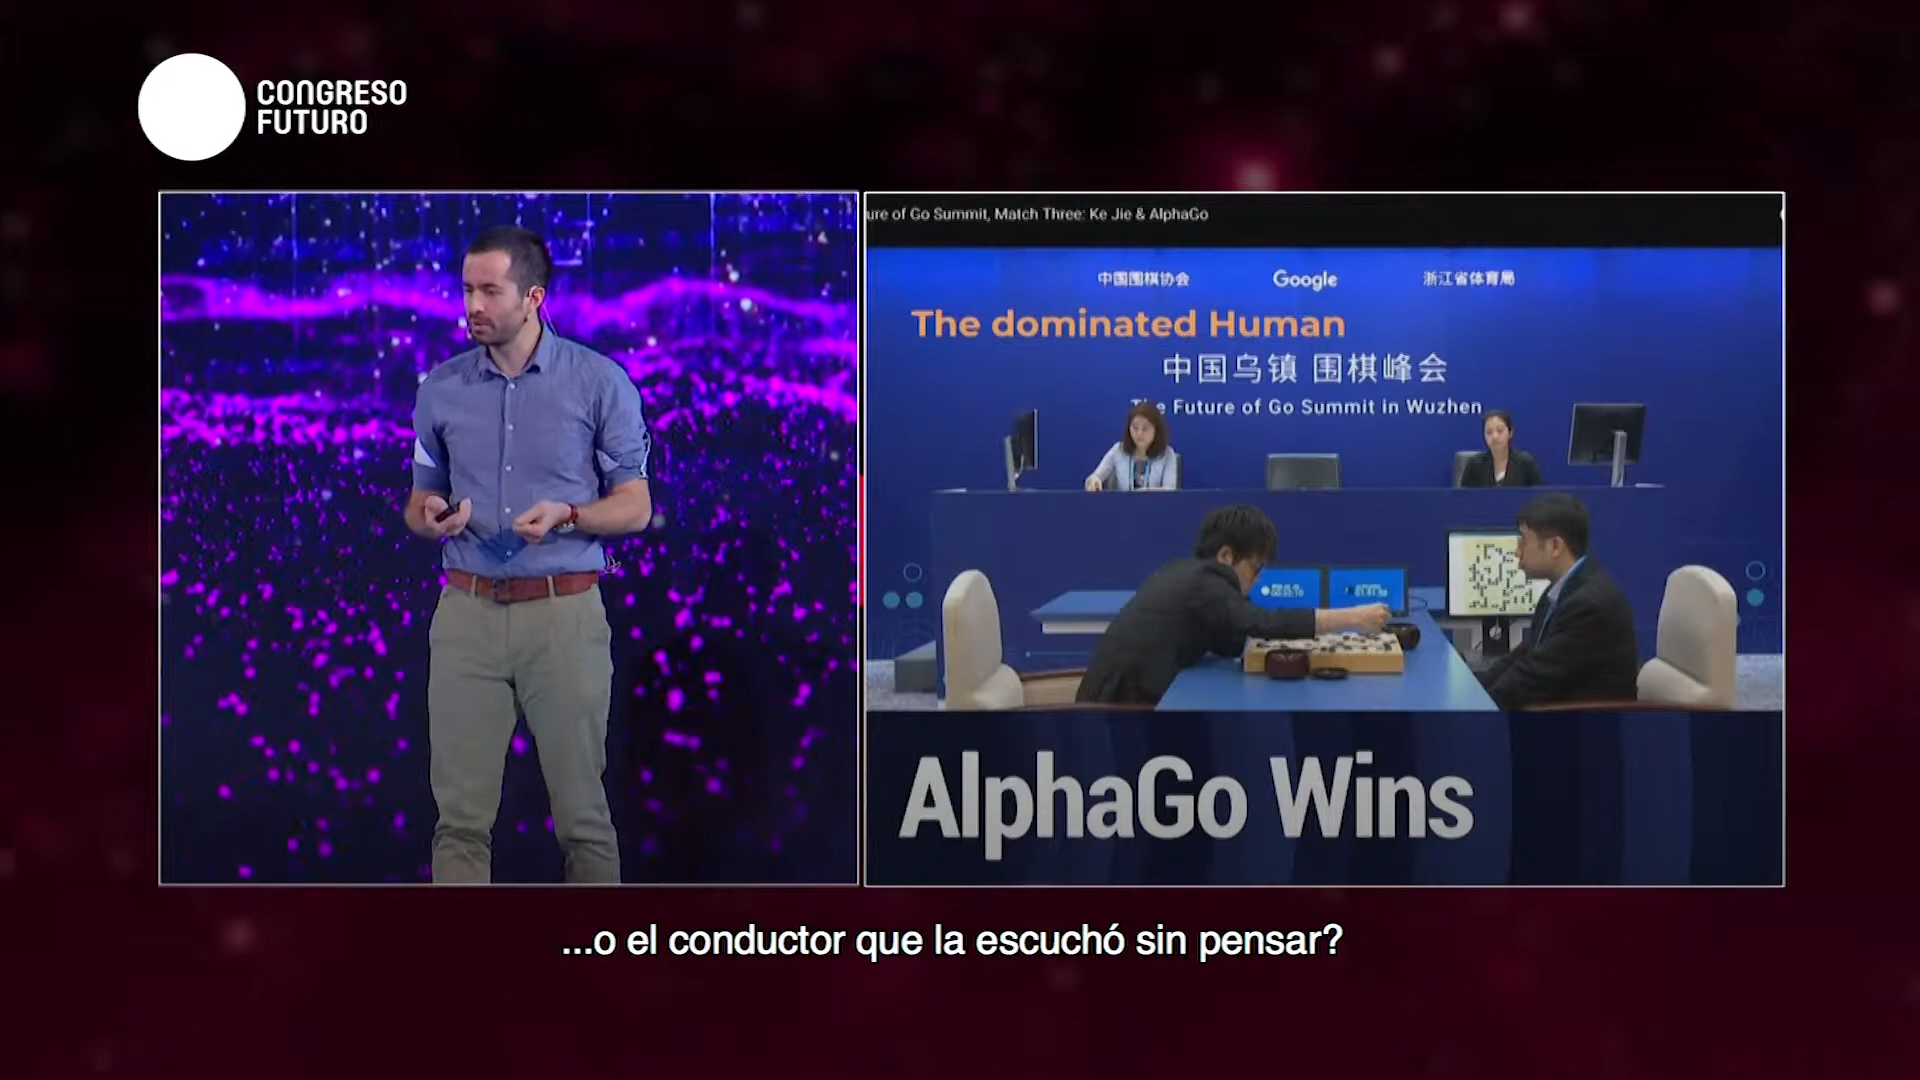 CONGRESO
FUTURO
ure of Go Summit, Match Three: Ke Jie & AlphaGo
中国围棋协会
Google
浙江省体育局
The dominated Human
中国乌镇 围棋峰会
The Future of Go Summit in Wuzhen
AlphaGo Wins
...o el conductor que la escuchó sin pensar?